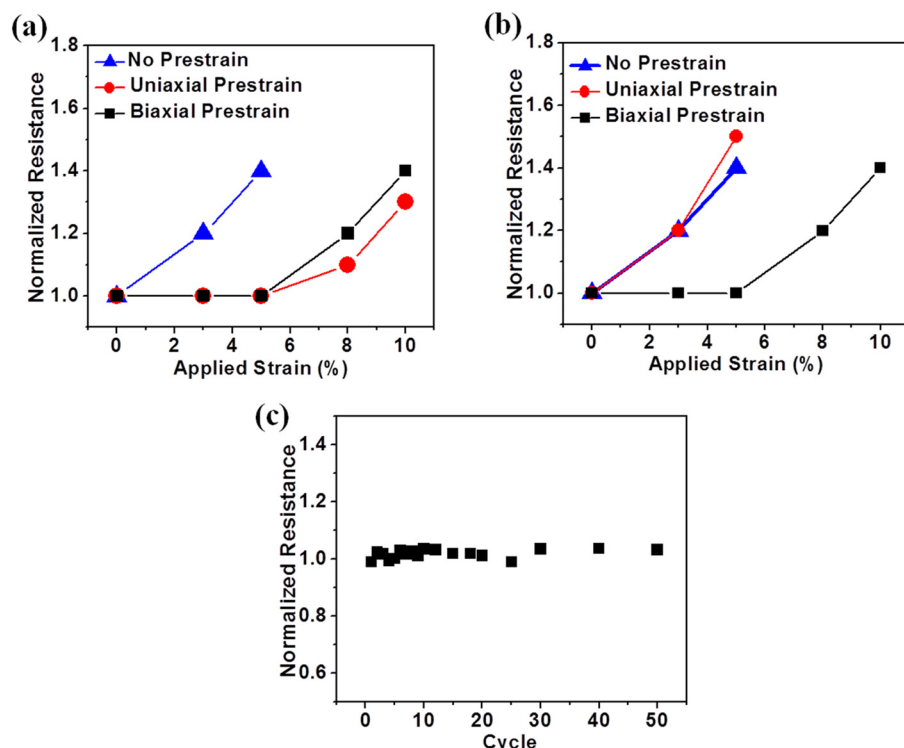 (a)
1.8
1.6
1.4
1.2
1.0
Normalized Resistance
No Prestrain
Uniaxial Prestrain
Biaxial Prestrain
0 2 4 6 8 10
Applied Strain (%)
(b)
1.8
1.6
1.4
1.2
1.0
Normalized Resistance
No Prestrain
Uniaxial Prestrain
Biaxial Prestrain
0 2 4 6 8 10
Applied Strain (%)
(c)
1.4
1.2
1.0
0.8
0.6
Normalized Resistance
0 10 20 30 40 50
Cycle